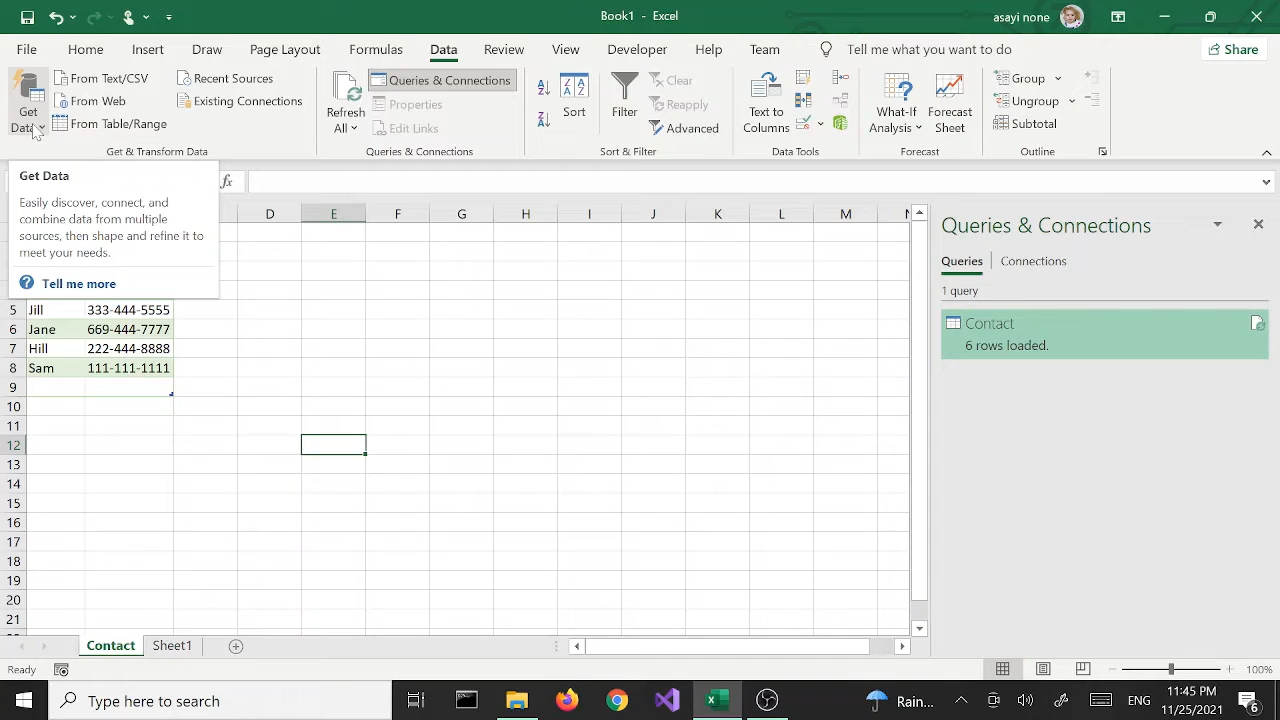 Book1 - Excel
asayi none
File Home Insert Draw Page Layout Formulas Data Review View Developer Help Team Tell me what you want to do Share
Get Data
From Text/CSV
From Web
From Table/Range
Recent Sources
Existing Connections
Get & Transform Data
Refresh All
Queries & Connections
Properties
Edit Links
Queries & Connections
Sort
Filter
Clear
Reapply
Advanced
Sort & Filter
Text to Columns
Data Tools
What-If Analysis
Forecast Sheet
Forecast
Group
Ungroup
Subtotal
Outline
fx
Get Data
Easily discover, connect, and
combine data from multiple
sources, then shape and refine it to
meet your needs.
Tell me more
D E F G H I J K L M
5 Jill 333-444-5555
6 Jane 669-444-7777
7 Hill 222-444-8888
8 Sam 111-111-1111
9
10
11
12
13
14
15
16
17
18
19
20
21
Queries & Connections
Queries Connections
1 query
Contact
6 rows loaded.
Contact Sheet1
Ready
100%
Type here to search
Rain...
ENG
11:45 PM
11/25/2021
6